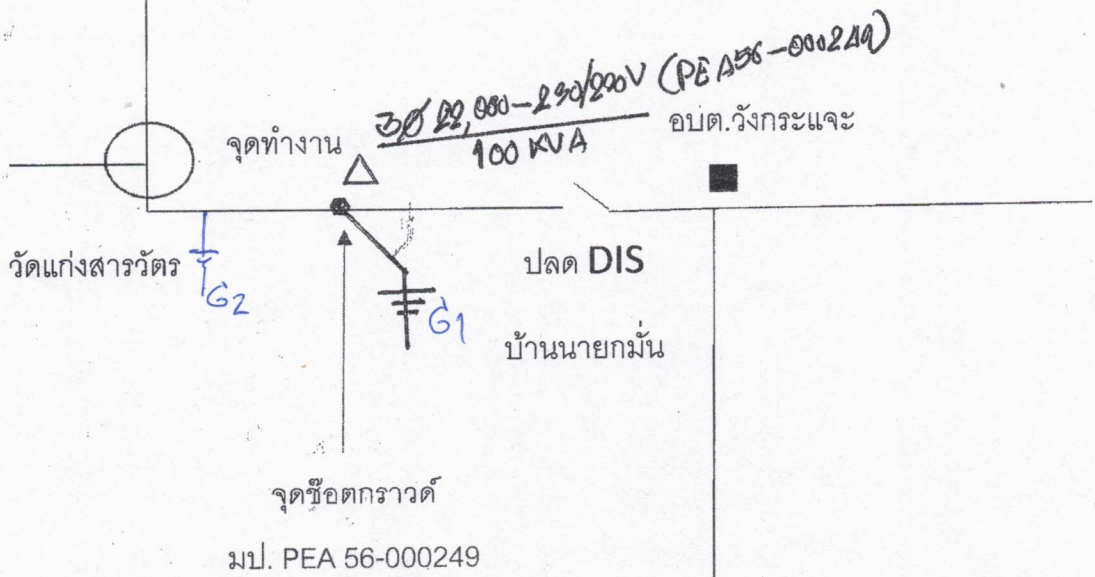 3Ø 22,000-230/290V (PEA56-000249)
100 KVA
จุดทำงาน
อบต.วังกระแจะ
วัดแก่งสารวัตร
G2
G1
ปลด DIS
บ้านนายกมั่น
จุดช๊อตกราวด์
มป. PEA 56-000249